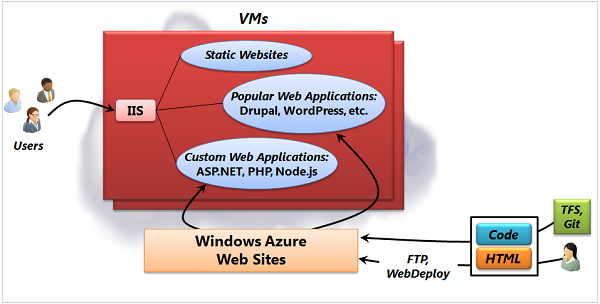 VMs
Static Websites
Popular Web Applications:
Drupal, WordPress, etc.
IIS
Users
Custom Web Applications:
ASP.NET, PHP, Node.js
Windows Azure
Web Sites
FTP,
WebDeploy
Code
HTML
TFS,
Git